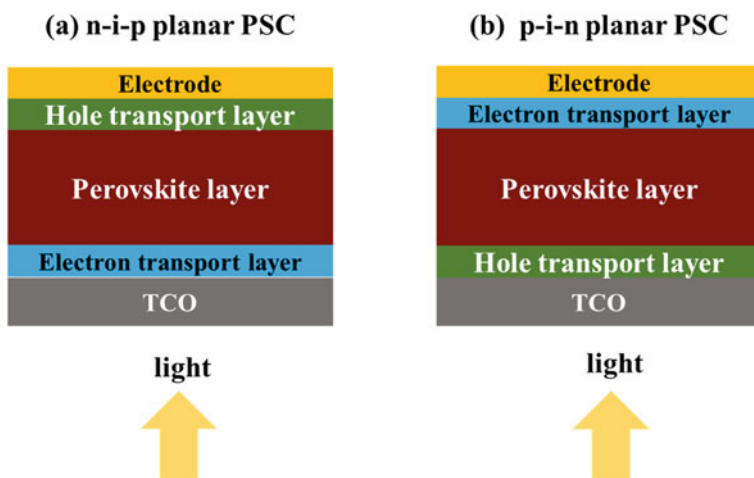 (a) n-i-p planar PSC
Electrode
Hole transport layer
Perovskite layer
Electron transport layer
TCO
light
(b) p-i-n planar PSC
Electrode
Electron transport layer
Perovskite layer
Hole transport layer
TCO
light